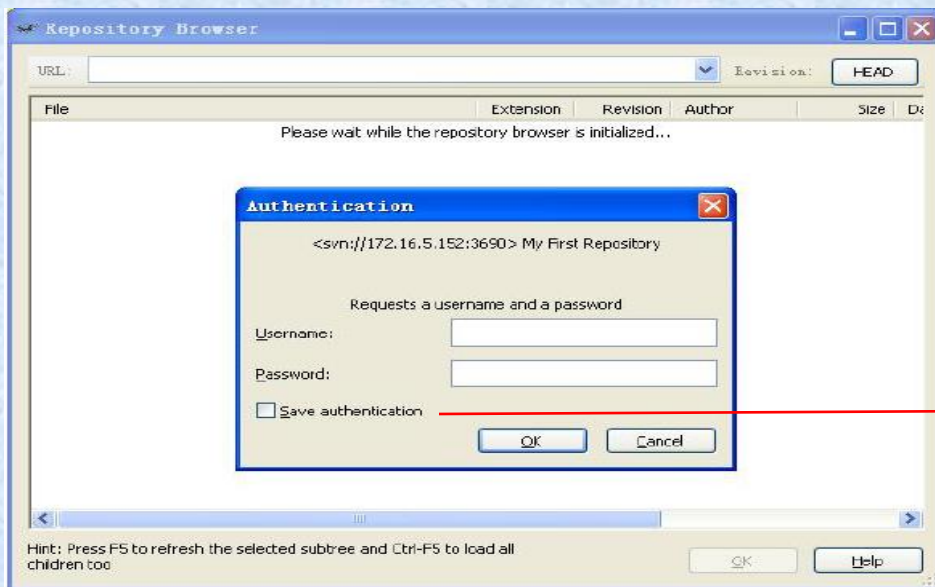 Repository Browser
URL:
Revision:
HEAD
File Extension Revision Author Size Da
Please wait while the repository browser is initialized...
Authentication
<svn://172.16.5.152:3690> My First Repository
Requests a username and a password
Username:
Password:
Save authentication
OK Cancel
Hint: Press F5 to refresh the selected subtree and Ctrl-F5 to load all
children too
OK Help